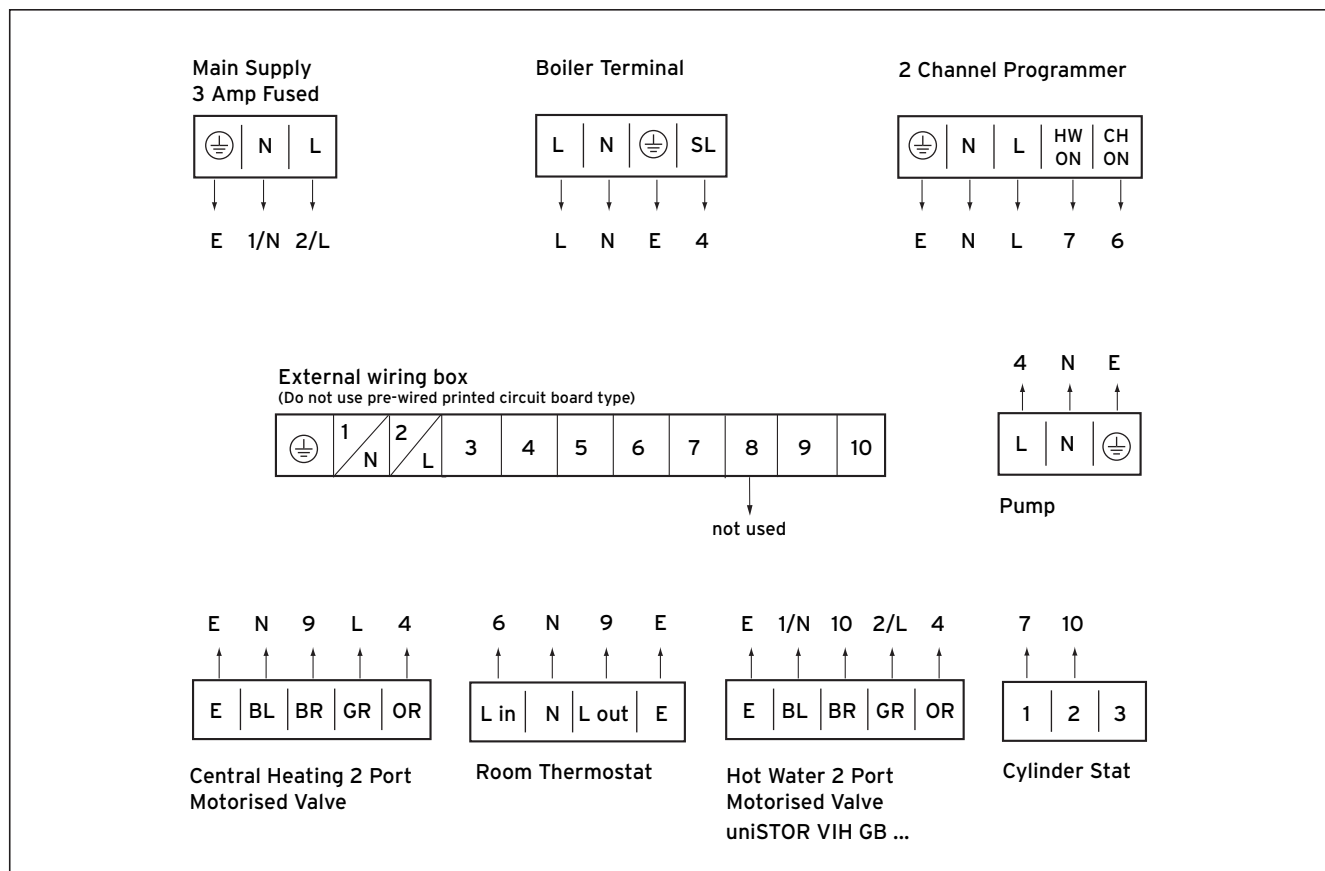 Main Supply
3 Amp Fused
N L
E 1/N 2/L
Boiler Terminal
L N SL
L N E 4
2 Channel Programmer
N L HW ON CH ON
E N L 7 6
External wiring box
(Do not use pre-wired printed circuit board type)
1/N 2/L 3 4 5 6 7 8 9 10
not used
4 N E
L N
Pump
E N 9 L 4
E BL BR GR OR
Central Heating 2 Port
Motorised Valve
6 N 9 E
L in N L out E
Room Thermostat
E 1/N 10 2/L 4
E BL BR GR OR
Hot Water 2 Port
Motorised Valve
uniSTOR VIH GB ...
7 10
1 2 3
Cylinder Stat